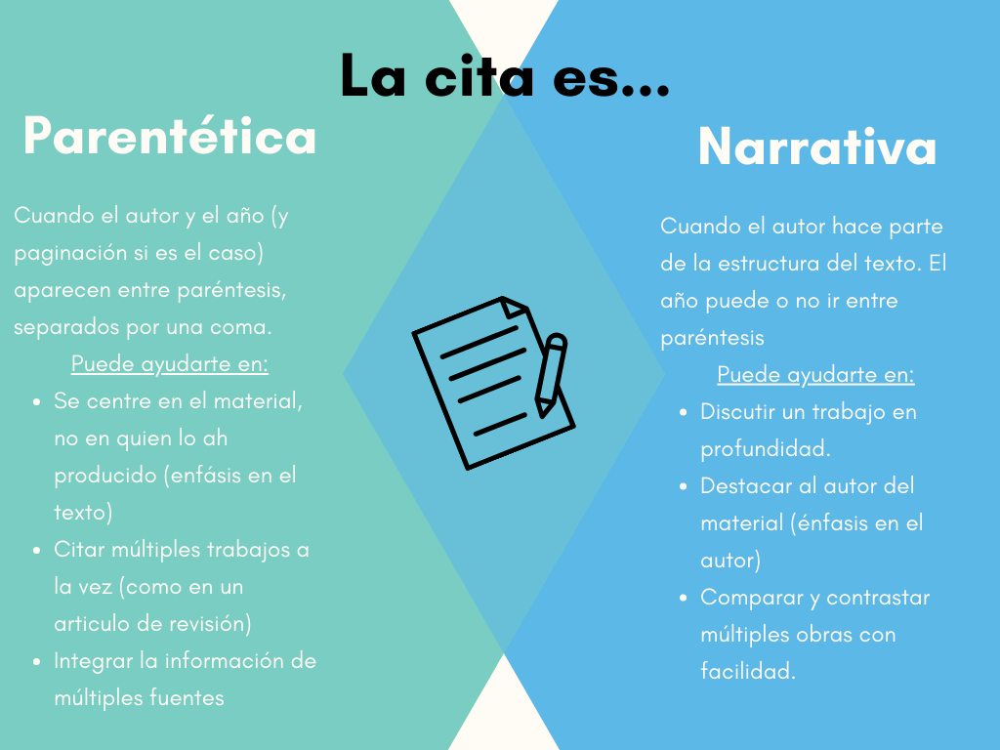 La cita es...
Parentética
Cuando el autor y el año (y
paginación si es el caso)
aparecen entre paréntesis,
separados por una coma.
Puede ayudarte en:
• Se centre en el material,
no en quien lo ah
producido (enfásis en el
texto)
• Citar múltiples trabajos a
la vez (como en un
articulo de revisión)
• Integrar la información de
múltiples fuentes
Narrativa
Cuando el autor hace parte
de la estructura del texto. El
año puede o no ir entre
paréntesis
Puede ayudarte en:
• Discutir un trabajo en
profundidad.
• Destacar al autor del
material (énfasis en el
autor)
• Comparar y contrastar
múltiples obras con
facilidad.